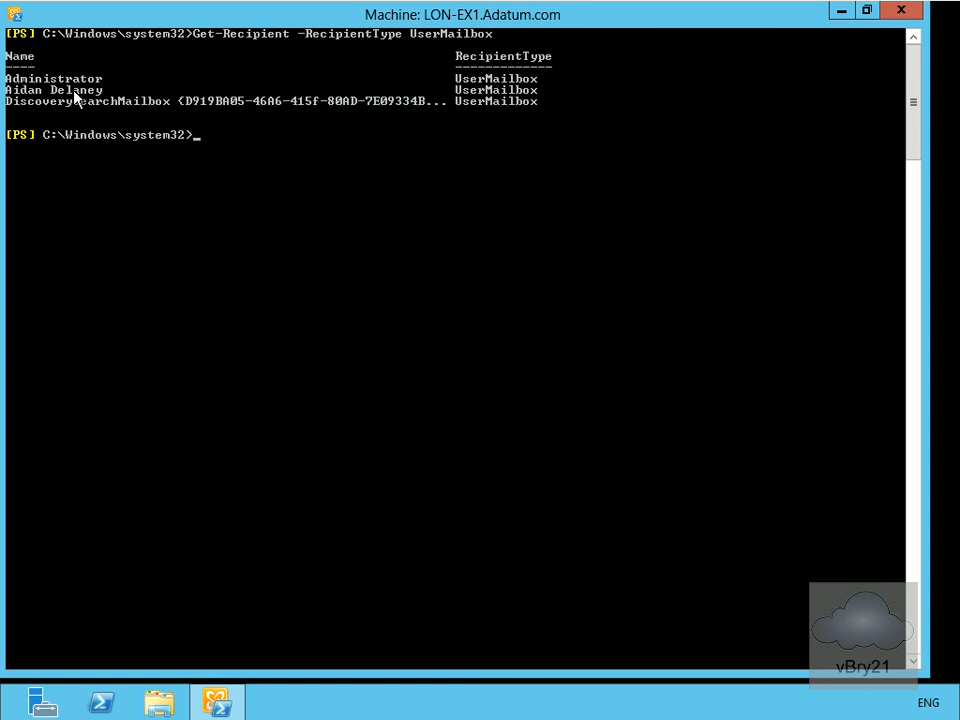 Machine: LON-EX1.Adatum.com
[PS] C:\Windows\system32>Get-Recipient -RecipientType UserMailbox
Name RecipientType
---- -------------
Administrator UserMailbox
Aidan Delaney UserMailbox
DiscoverySearchMailbox {D919BA05-46A6-415f-80AD-7E09334B... UserMailbox
[PS] C:\Windows\system32>_
vBry21
ENG